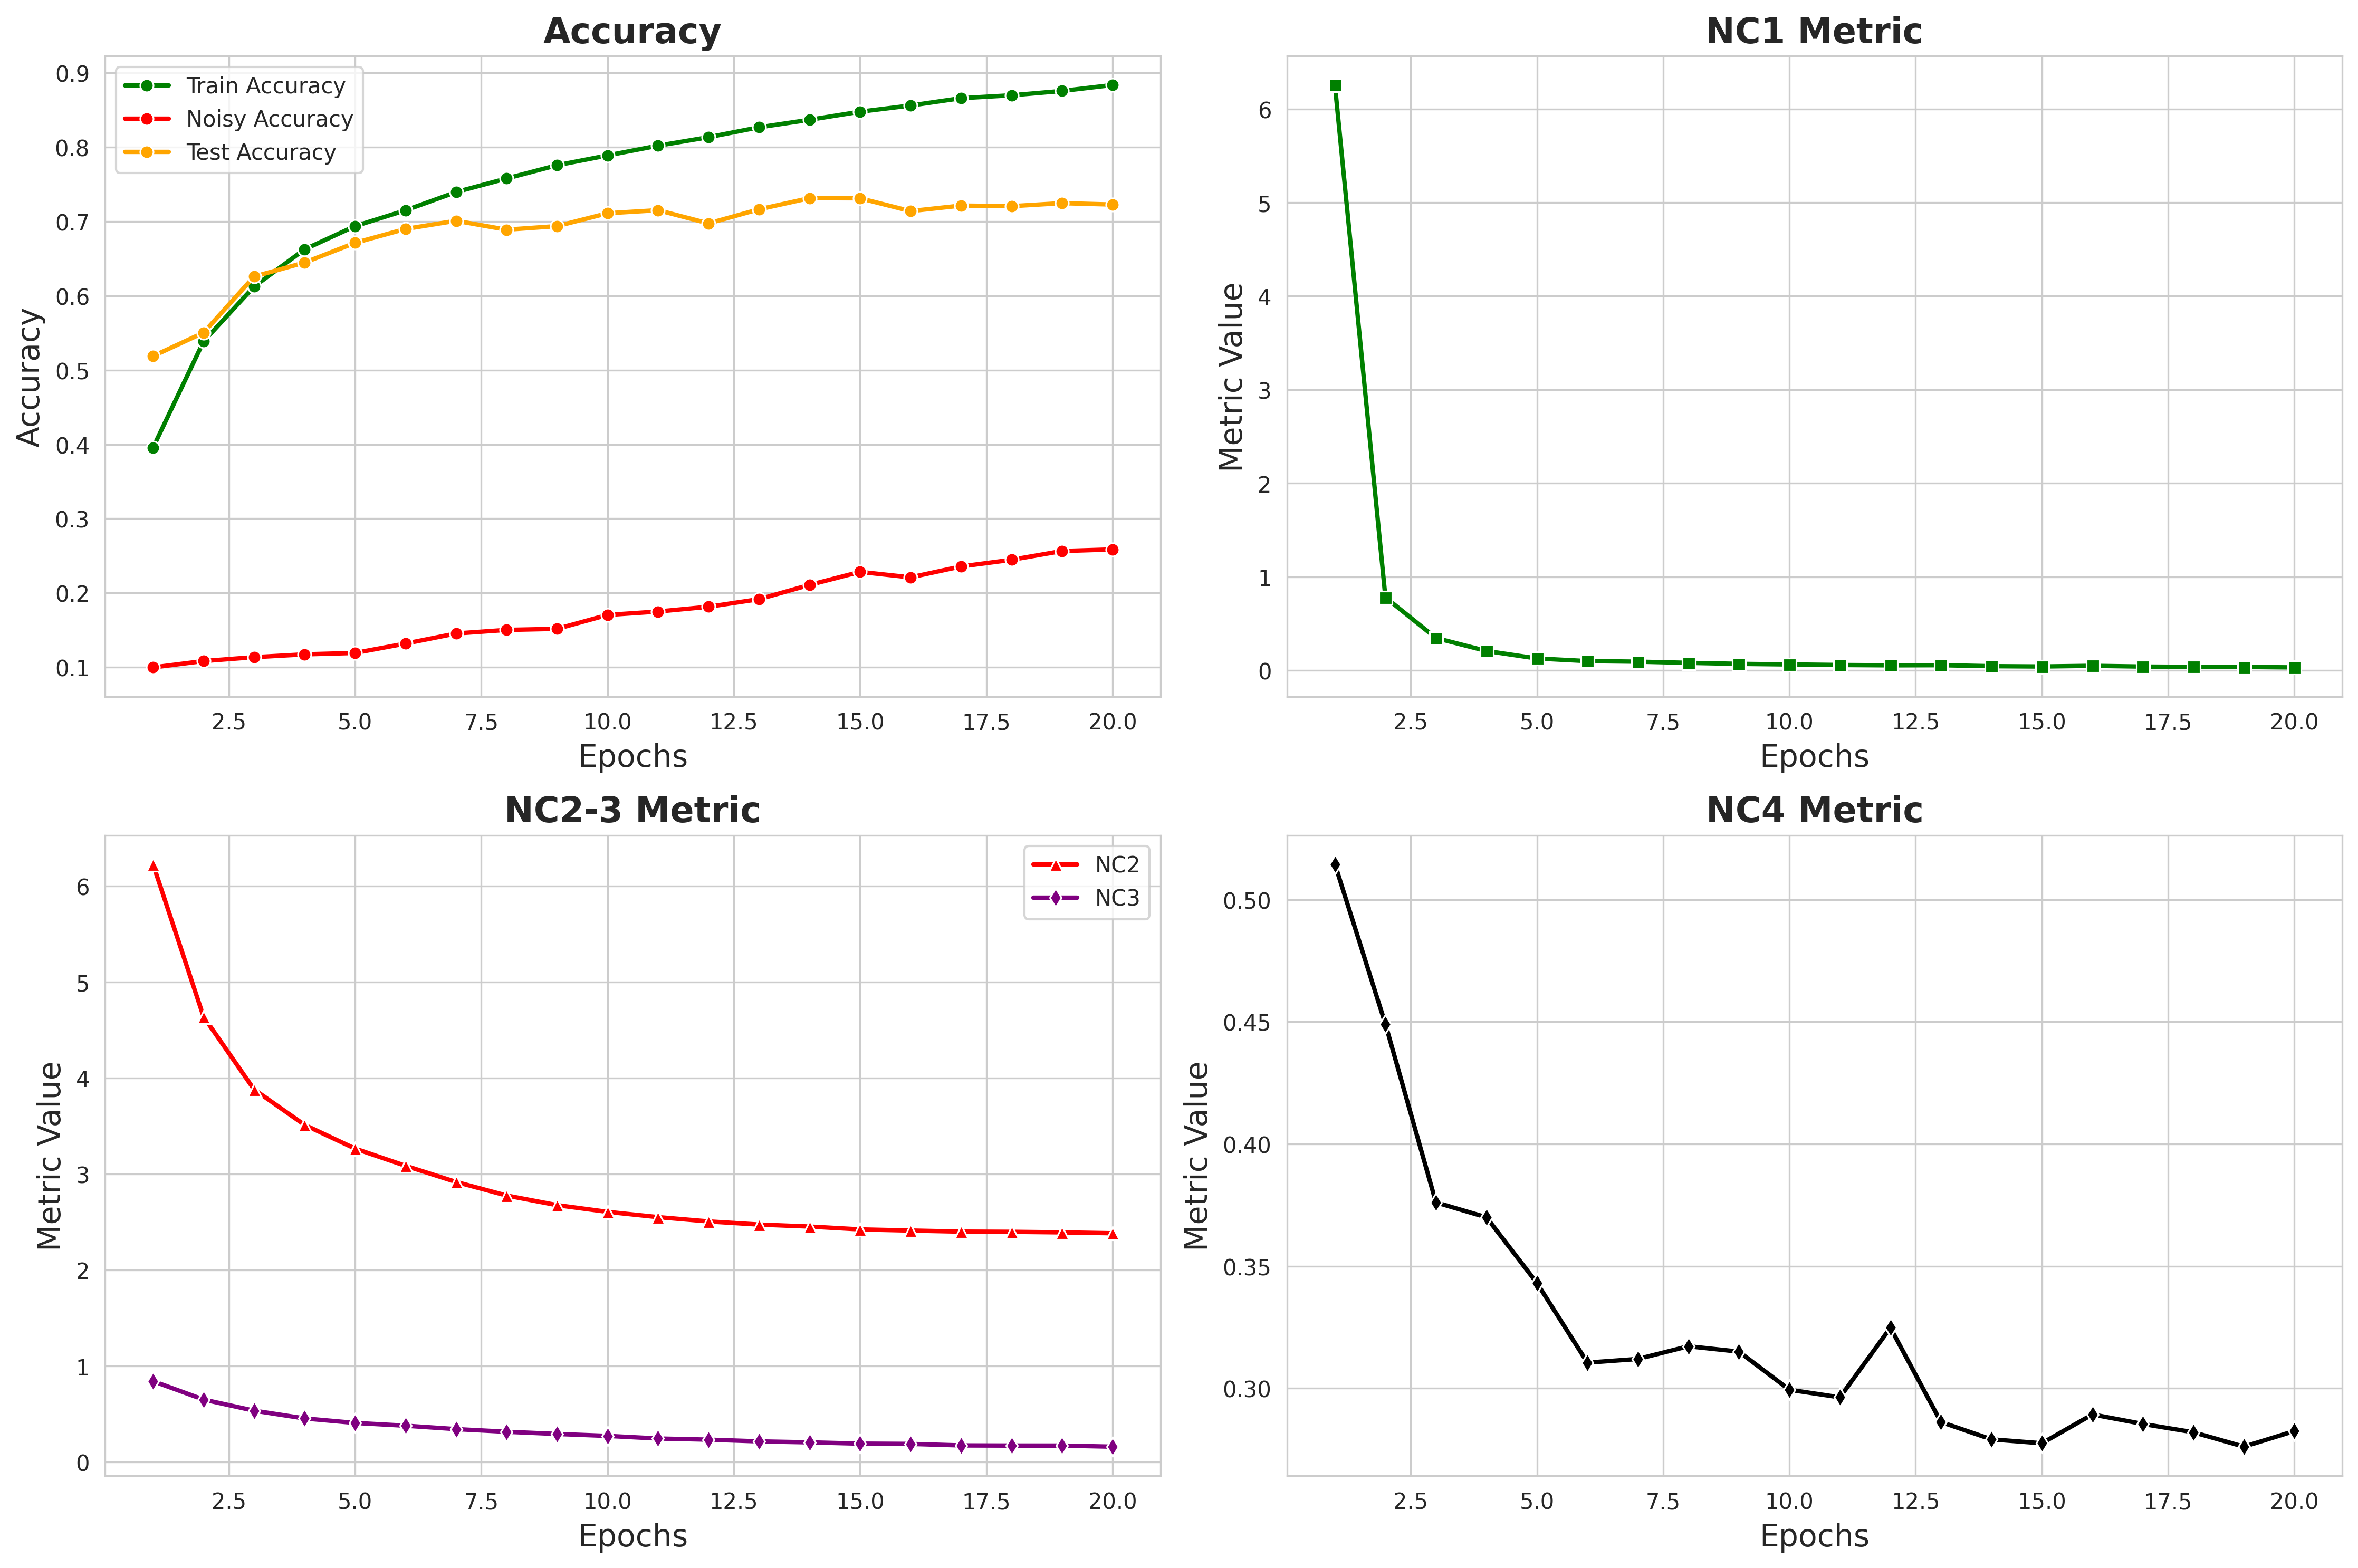 Accuracy
Train Accuracy
Noisy Accuracy
Test Accuracy
0.9
0.8
0.7
0.6
0.5
0.4
0.3
0.2
0.1
Accuracy
2.5 5.0 7.5 10.0 12.5 15.0 17.5 20.0
Epochs
NC1 Metric
6
5
4
3
2
1
0
Metric Value
2.5 5.0 7.5 10.0 12.5 15.0 17.5 20.0
Epochs
NC2-3 Metric
NC2
NC3
6
5
4
3
2
1
0
Metric Value
2.5 5.0 7.5 10.0 12.5 15.0 17.5 20.0
Epochs
NC4 Metric
0.50
0.45
0.40
0.35
0.30
Metric Value
2.5 5.0 7.5 10.0 12.5 15.0 17.5 20.0
Epochs